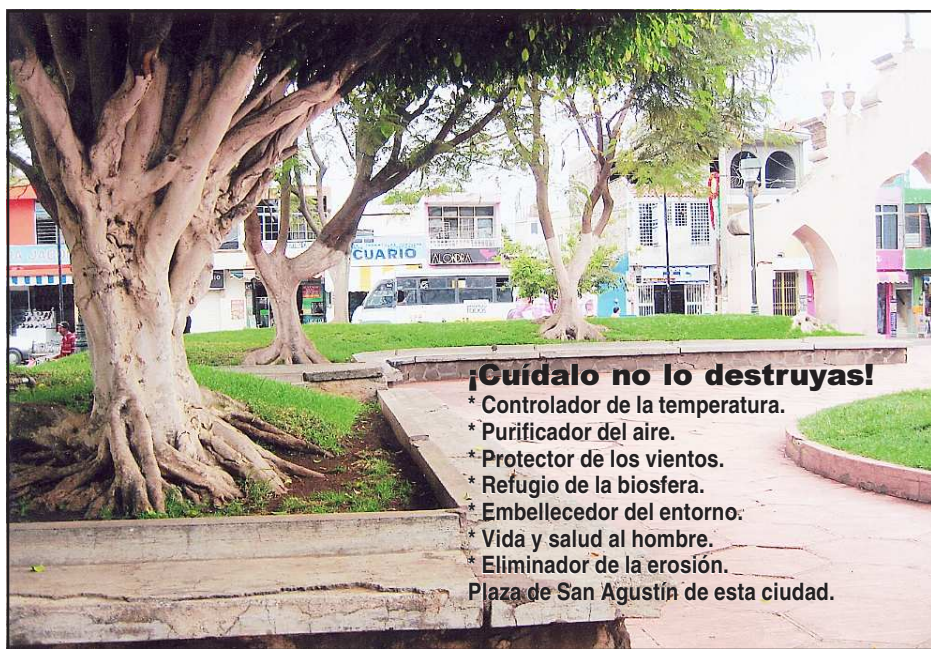 CUARIO
ALONDRA
¡Cuídalo no lo destruyas!
* Controlador de la temperatura.
* Purificador del aire.
* Protector de los vientos.
* Refugio de la biosfera.
* Embellecedor del entorno.
* Vida y salud al hombre.
* Eliminador de la erosión.
Plaza de San Agustín de esta ciudad.